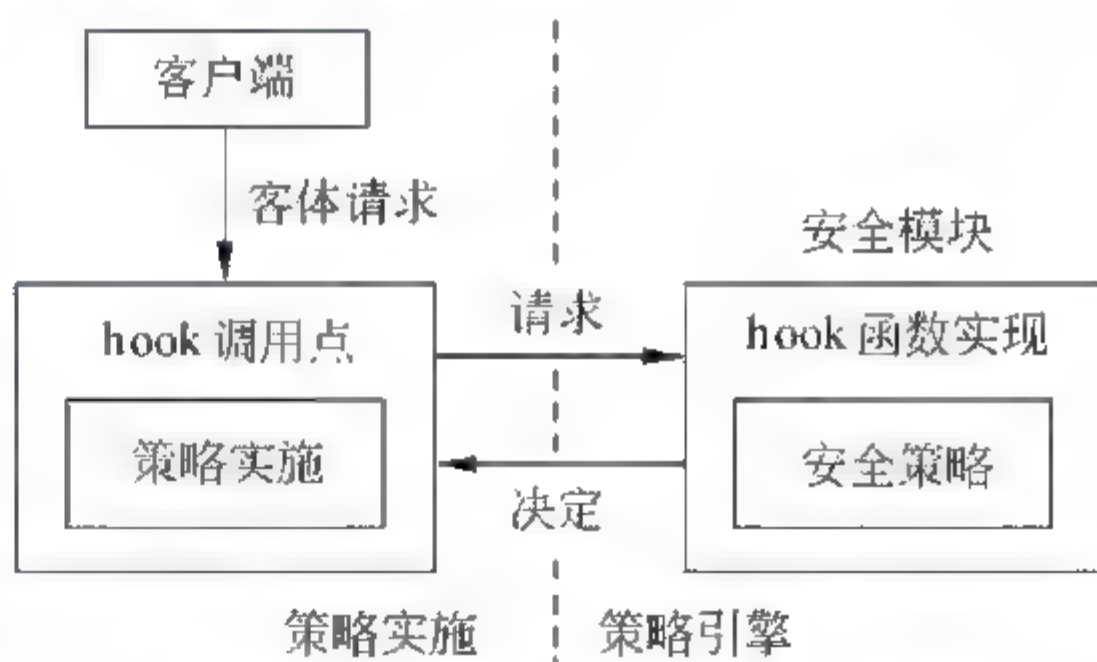 客户端
客体请求
安全模块
hook 调用点
请求
hook 函数实现
策略实施
安全策略
决定
策略实施
策略引擎